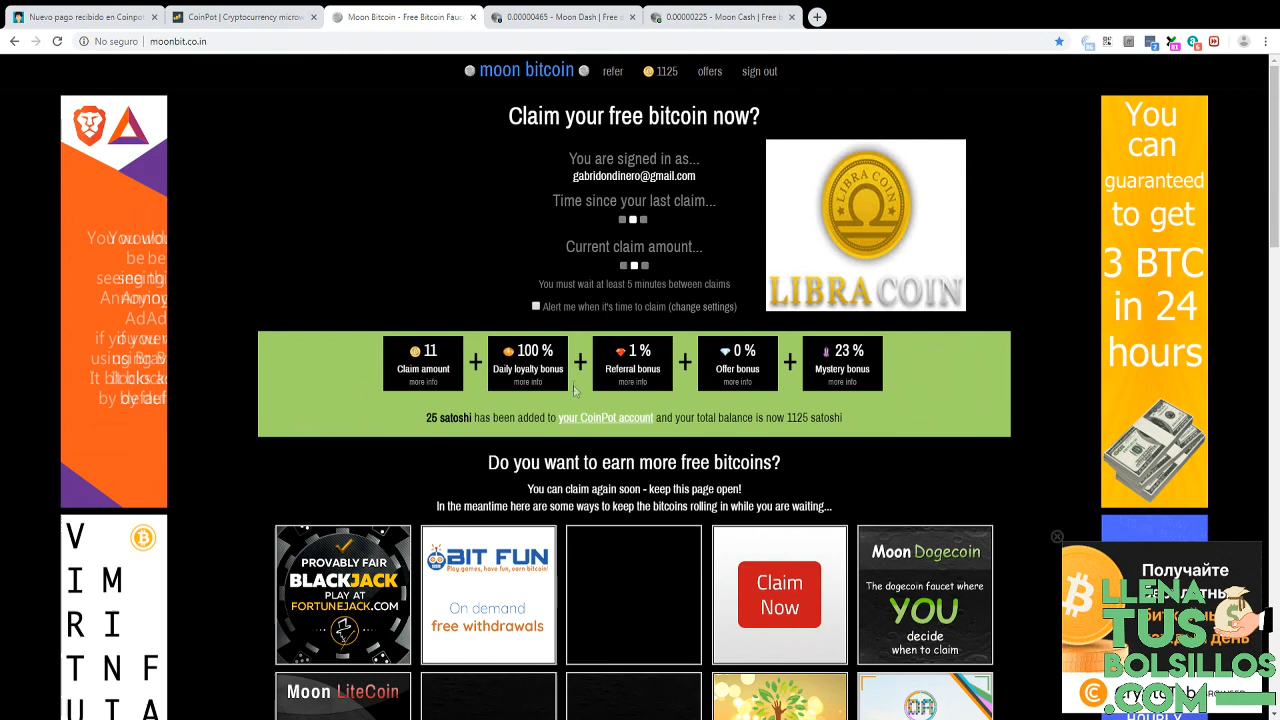 Nuevo pago recibido en Coinpot
CoinPot | Cryptocurrency microw
Moon Bitcoin - Free Bitcoin Fauc
0.00000465 - Moon Dash | Free d
0.00000225 - Moon Cash | Free b
No seguro | moonbit.co.in
moon bitcoin refer 1125 offers sign out
Claim your free bitcoin now?
You are signed in as...
gabridondinero@gmail.com
Time since your last claim...
Current claim amount...
You must wait at least 5 minutes between claims
Alert me when it's time to claim (change settings)
LIBRA COIN
LIBRA COIN
11 + 100 % + 1 % + 0 % + 23 %
Claim amount Daily loyalty bonus Referral bonus Offer bonus Mystery bonus
more info more info more info more info more info
25 satoshi has been added to your CoinPot account and your total balance is now 1125 satoshi
Do you want to earn more free bitcoins?
You can claim again soon - keep this page open!
In the meantime here are some ways to keep the bitcoins rolling in while you are waiting...
PROVABLY FAIR
BLACKJACK
PLAY AT
FORTUNEJACK.COM
BIT FUN
Play games, have fun, earn bitcoin!
On demand
free withdrawals
Claim
Now
Moon Dogecoin
The dogecoin faucet where
YOU
decide
when to claim
Moon LiteCoin
You
can
guaranteed
to get
3 BTC
in 24
hours
V
I M
R I
T N F
U I A
Получайте
LLENA
TUS
BOLSILLOS
.COM